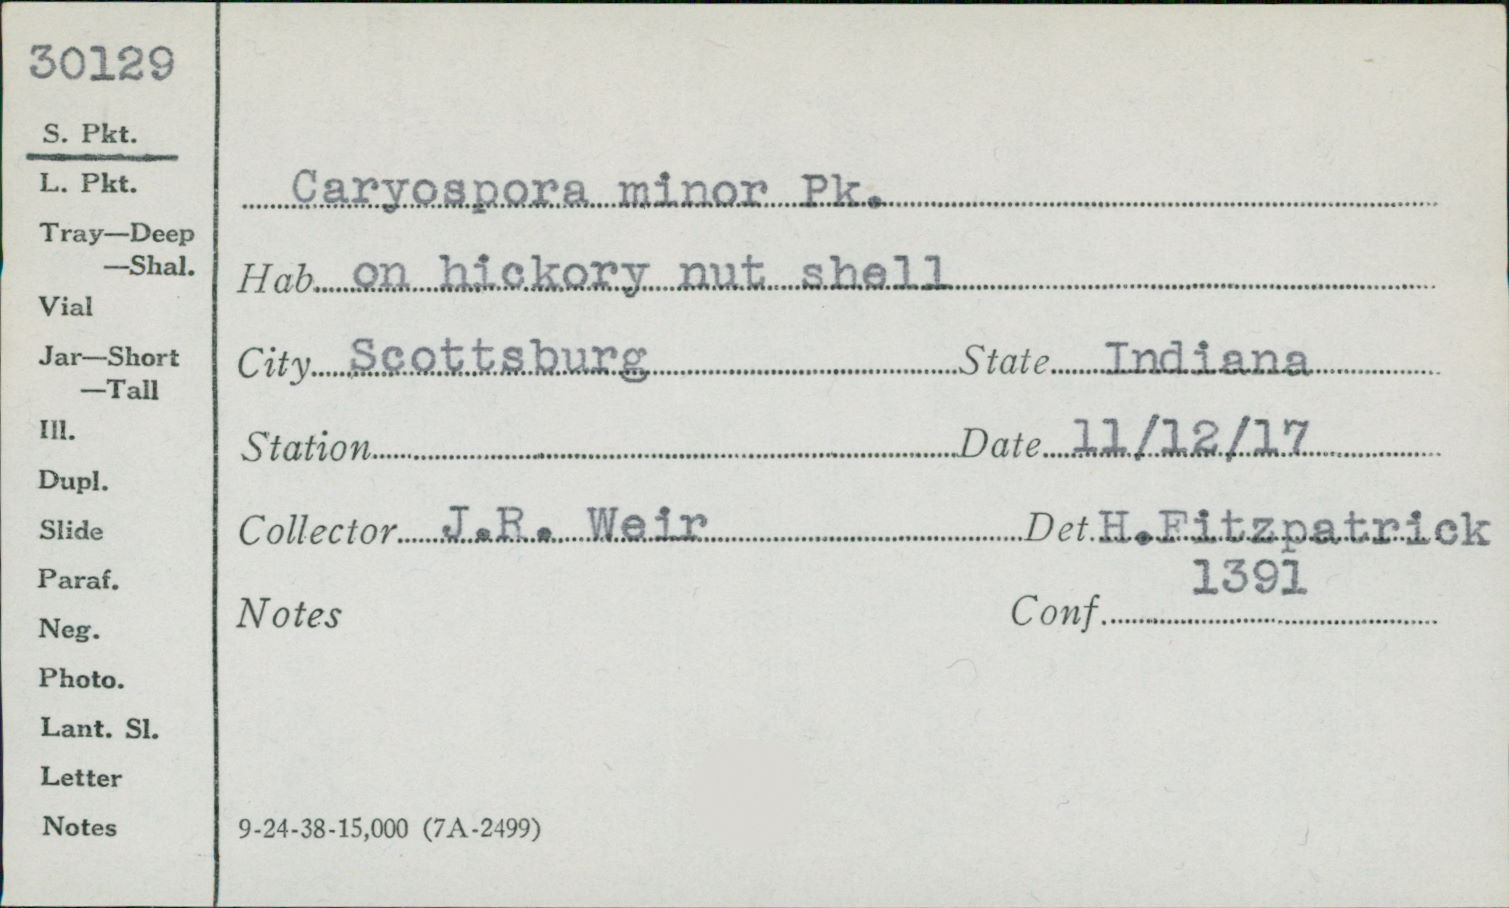 30129
S. Pkt.
L. Pkt.
Tray—Deep
—Shal.
Vial
Jar—Short
—Tall
Ill.
Dupl.
Slide
Paraf.
Neg.
Photo.
Lant. Sl.
Letter
Notes
Caryospora minor Pk.
Hab. on hickory nut shell
City Scottsburg State Indiana
Station Date 11/12/17
Collector J.R. Weir Det. H.Fitzpatrick
1391
Notes Conf.
9-24-38-15,000 (7A-2499)